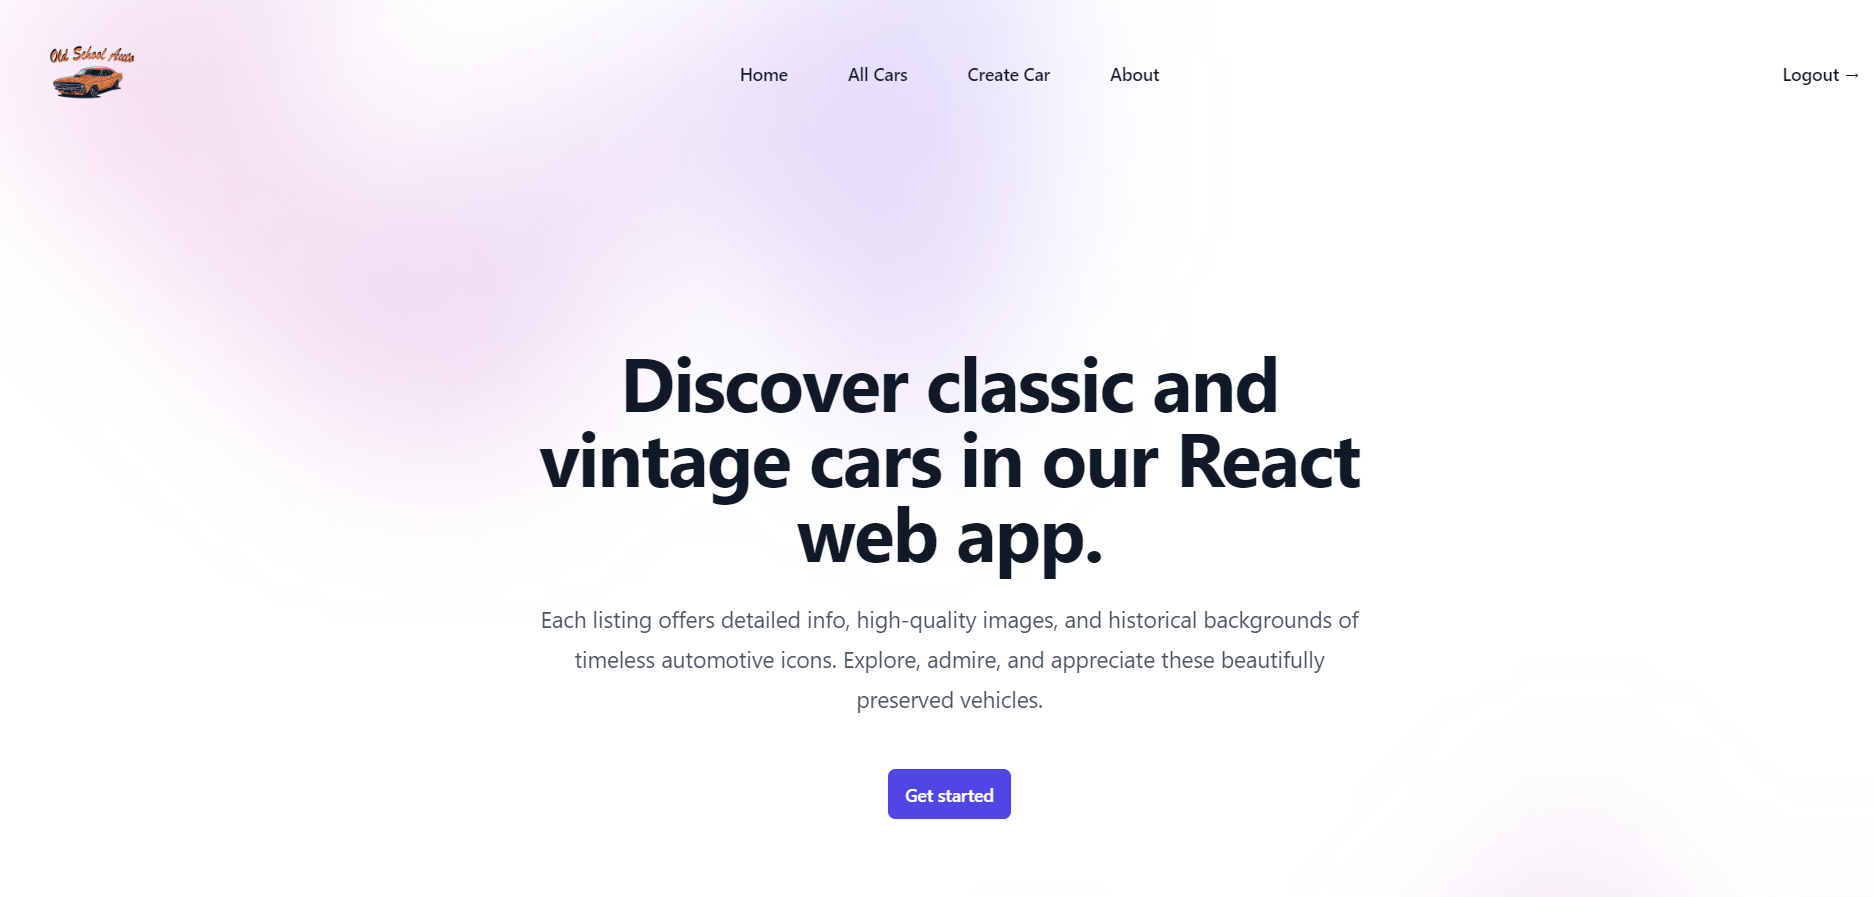 Old School Auto
Home
All Cars
Create Car
About
Logout →
Discover classic and
vintage cars in our React
web app.
Each listing offers detailed info, high-quality images, and historical backgrounds of
timeless automotive icons. Explore, admire, and appreciate these beautifully
preserved vehicles.
Get started